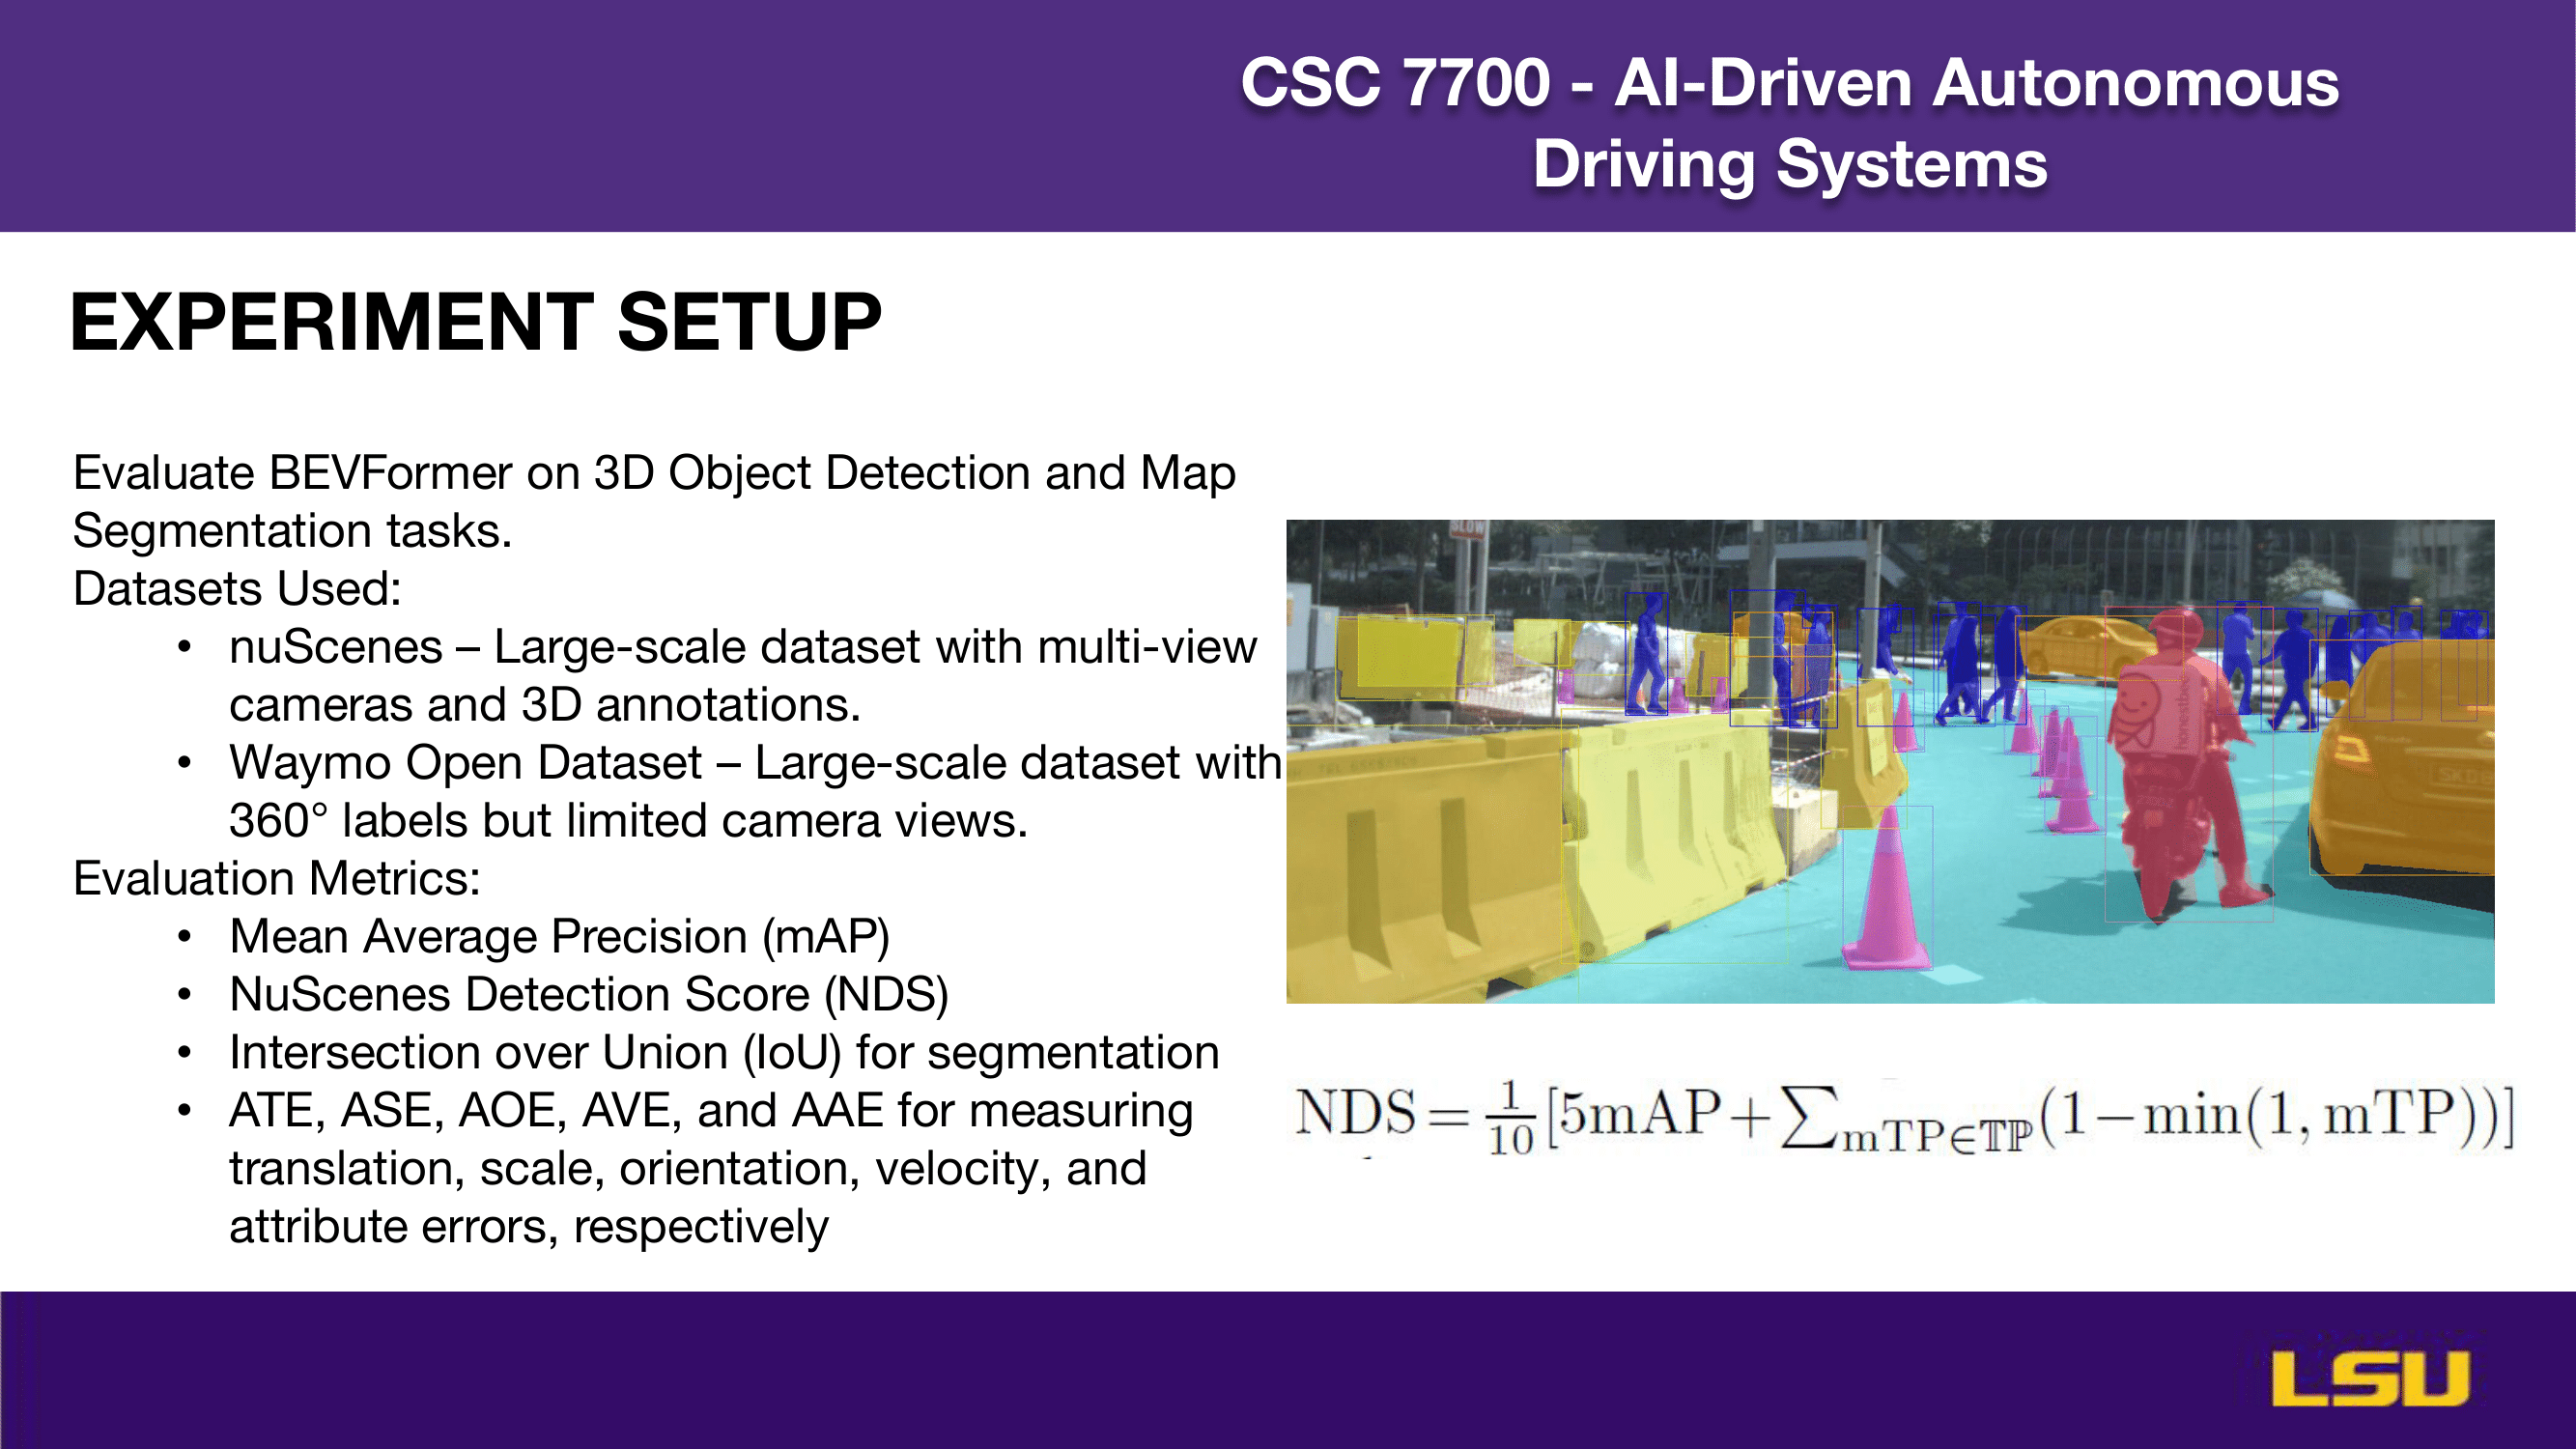 CSC 7700 - AI-Driven Autonomous
Driving Systems
EXPERIMENT SETUP
Evaluate BEVFormer on 3D Object Detection and Map
Segmentation tasks.
Datasets Used:
• nuScenes – Large-scale dataset with multi-view
cameras and 3D annotations.
• Waymo Open Dataset – Large-scale dataset with
360° labels but limited camera views.
Evaluation Metrics:
• Mean Average Precision (mAP)
• NuScenes Detection Score (NDS)
• Intersection over Union (IoU) for segmentation
• ATE, ASE, AOE, AVE, and AAE for measuring
translation, scale, orientation, velocity, and
attribute errors, respectively
SLOW
honestbee
NDS = 1/10 [5mAP + ∑mTP∈TP (1−min(1, mTP))]
LSU